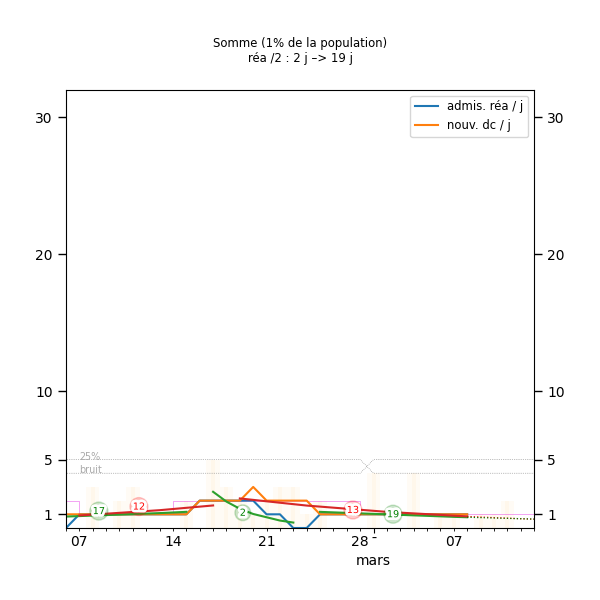 Somme (1% de la population)
réa /2 : 2 j –> 19 j
admis. réa / j
nouv. dc / j
30 30
20 20
10 10
25%
5 5
bruit
17 12 2 13 19
1 1
07 14 21 28 07
mars